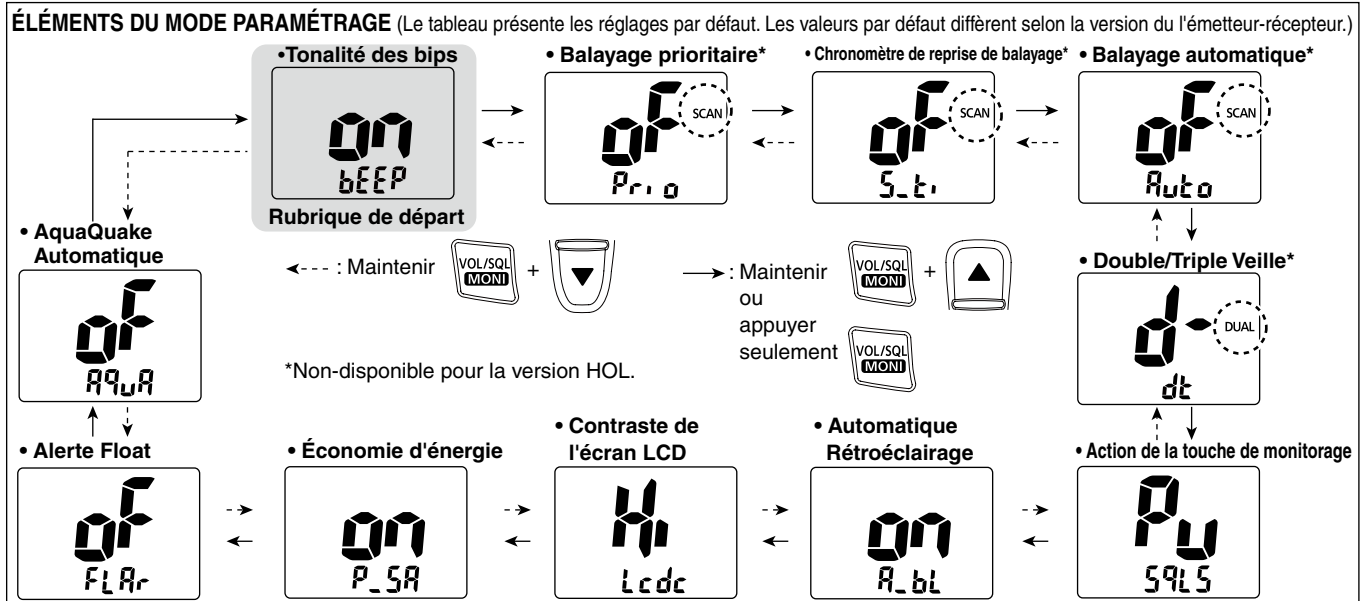 ÉLÉMENTS DU MODE PARAMÉTRAGE (Le tableau présente les réglages par défaut. Les valeurs par défaut diffèrent selon la version du l'émetteur-récepteur.)
•Tonalité des bips
on
bEEP
Rubrique de départ
• Balayage prioritaire*
oF
SCAN
Prio
• Chronomètre de reprise de balayage*
oF
SCAN
S_ti
• Balayage automatique*
oF
SCAN
Auto
• AquaQuake
Automatique
oF
AquA
: Maintenir
VOL/SQL
MONI
+
▼
: Maintenir
ou
appuyer
seulement
VOL/SQL
MONI
+
▲
VOL/SQL
MONI
*Non-disponible pour la version HOL.
• Double/Triple Veille*
d-
DUAL
dt
• Alerte Float
oF
FLAr
• Économie d'énergie
on
P_SA
• Contraste de
l'écran LCD
Hi
Lcdc
• Automatique
Rétroéclairage
on
A_bL
• Action de la touche de monitorage
Pu
SqLS